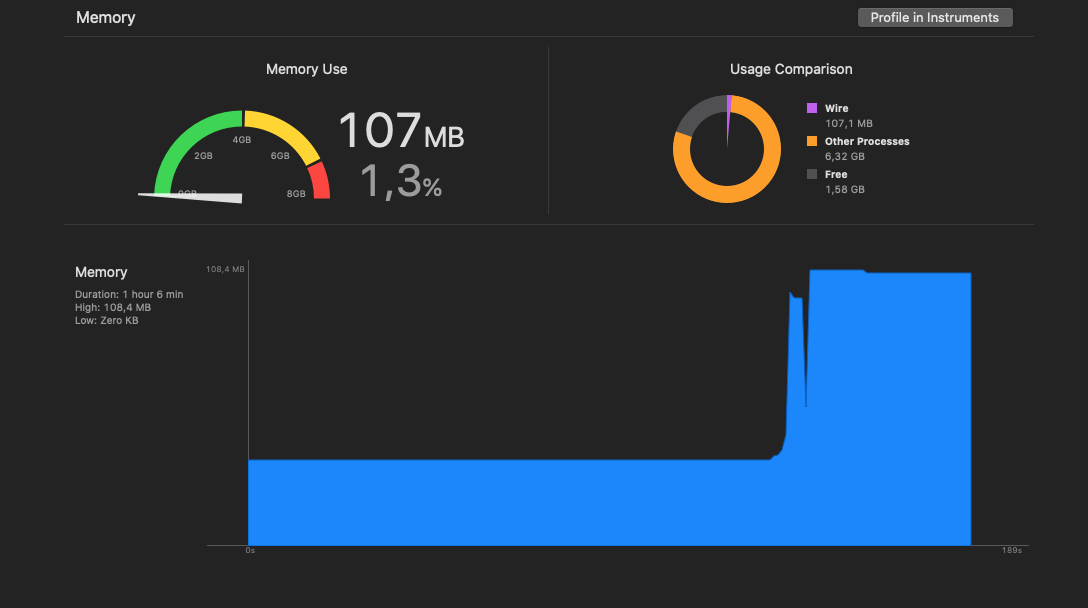 Memory
Profile in Instruments
Memory Use
Usage Comparison
107MB
1,3%
0GB
2GB
4GB
6GB
8GB
Wire
107,1 MB
Other Processes
6,32 GB
Free
1,58 GB
Memory
108,4 MB
Duration: 1 hour 6 min
High: 108,4 MB
Low: Zero KB
0s
189s